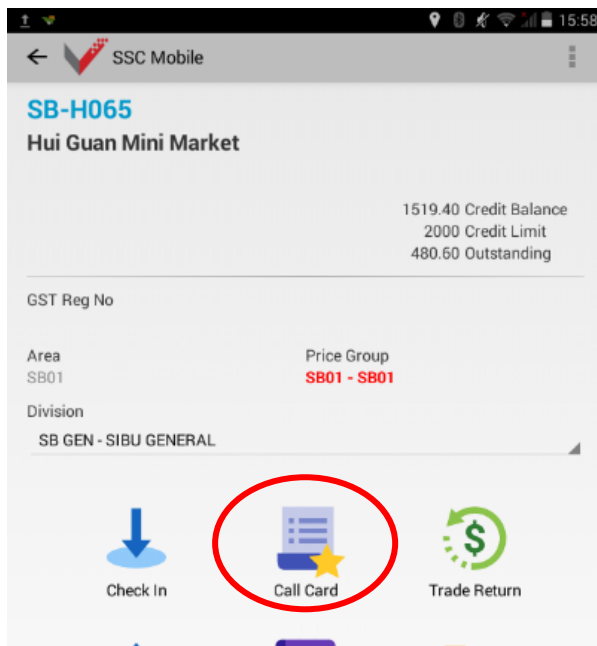 15:58
SSC Mobile
SB-H065
Hui Guan Mini Market
1519.40 Credit Balance
2000 Credit Limit
480.60 Outstanding
GST Reg No
Area
Price Group
SB01
SB01 - SB01
Division
SB GEN - SIBU GENERAL
Check In
Call Card
Trade Return